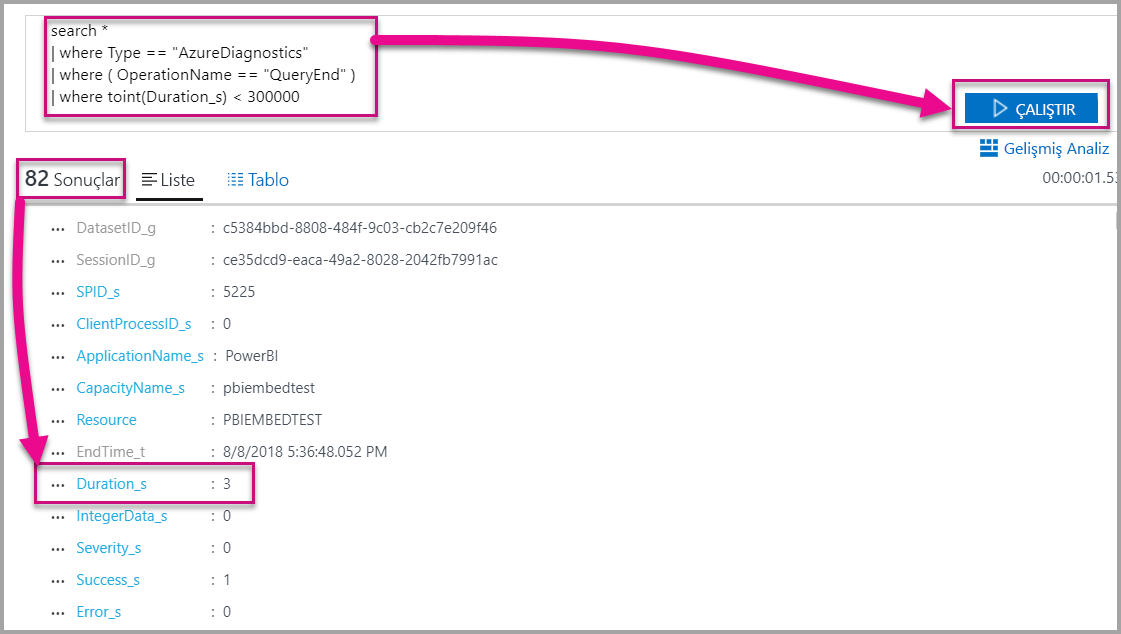 search *
| where Type == "AzureDiagnostics"
| where ( OperationName == "QueryEnd" )
| where toint(Duration_s) < 300000
ÇALIŞTIR
Gelişmiş Analiz
82 Sonuçlar Liste Tablo 00:00:01.53
... DatasetID_g : c5384bbd-8808-484f-9c03-cb2c7e209f46
... SessionID_g : ce35dcd9-eaca-49a2-8028-2042fb7991ac
... SPID_s : 5225
... ClientProcessID_s : 0
... ApplicationName_s : PowerBI
... CapacityName_s : pbiembedtest
... Resource : PBIEMBEDTEST
... EndTime_t : 8/8/2018 5:36:48.052 PM
... Duration_s : 3
... IntegerData_s : 0
... Severity_s : 0
... Success_s : 1
... Error_s : 0